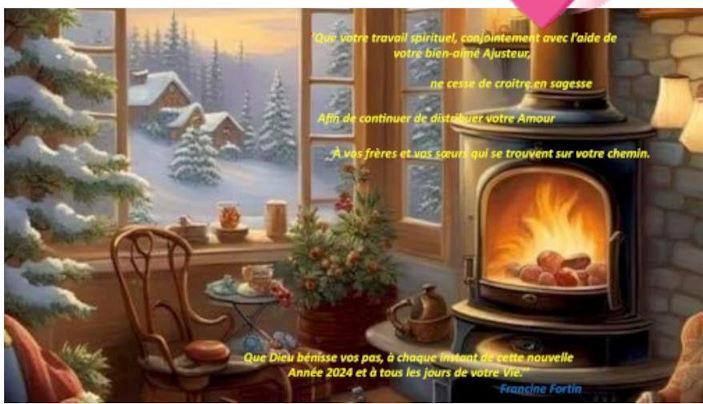 "Que votre travail spirituel, conjointement avec l'aide de
votre bien-aimé Ajusteur,
ne cesse de croître en sagesse
Afin de continuer de distribuer votre Amour
À vos frères et vos sœurs qui se trouvent sur votre chemin.
Que Dieu bénisse vos pas, à chaque instant de cette nouvelle
Année 2024 et à tous les jours de votre Vie."
Francine Fortin